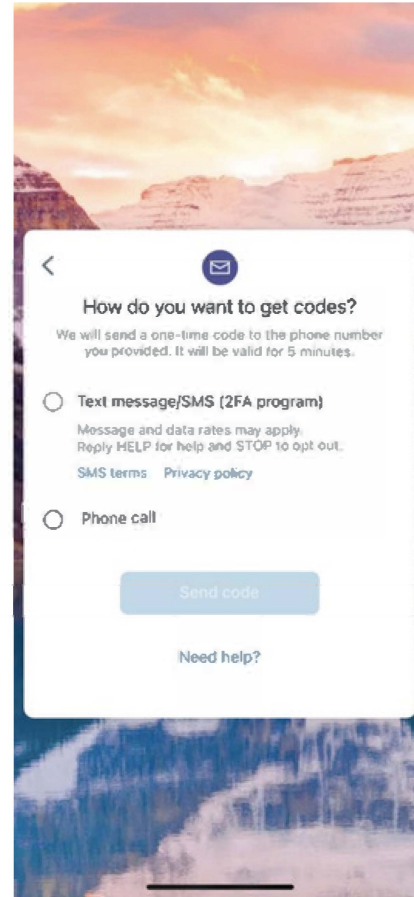 How do you want to get codes?
We will send a one-time code to the phone number
you provided. It will be valid for 5 minutes.
Text message/SMS (2FA program)
Message and data rates may apply.
Reply HELP for help and STOP to opt out.
SMS terms Privacy policy
Phone call
Send code
Need help?